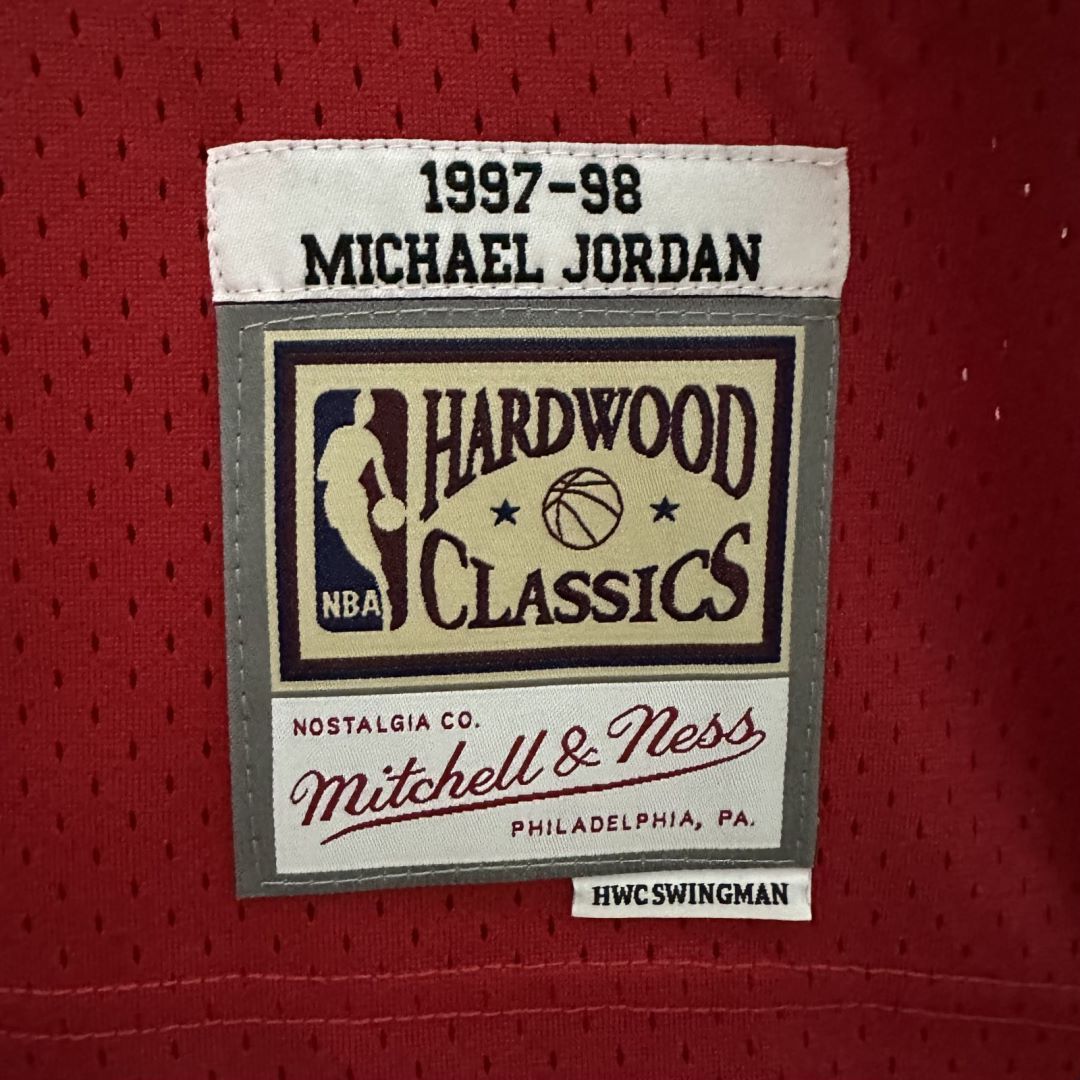 1997-98
MICHAEL JORDAN
HARDWOOD
CLASSICS
NBA
NOSTALGIA CO.
Mitchell & Ness
PHILADELPHIA, PA.
HWC SWINGMAN